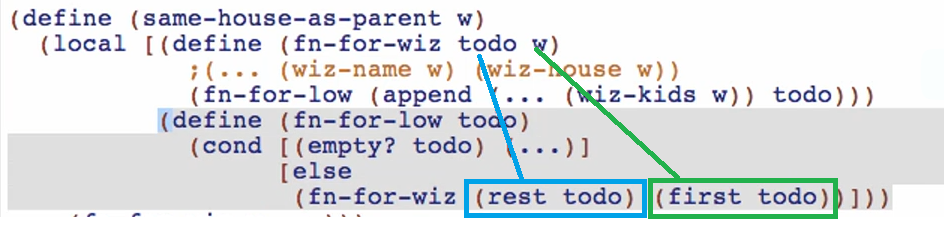 (define (same-house-as-parent w)
(local [(define (fn-for-wiz todo w)
;(... (wiz-name w) (wiz-house w))
(fn-for-low (append (... (wiz-kids w)) todo)))
(define (fn-for-low todo)
(cond [(empty? todo) (...)]
[else
(fn-for-wiz (rest todo) (first todo))]))